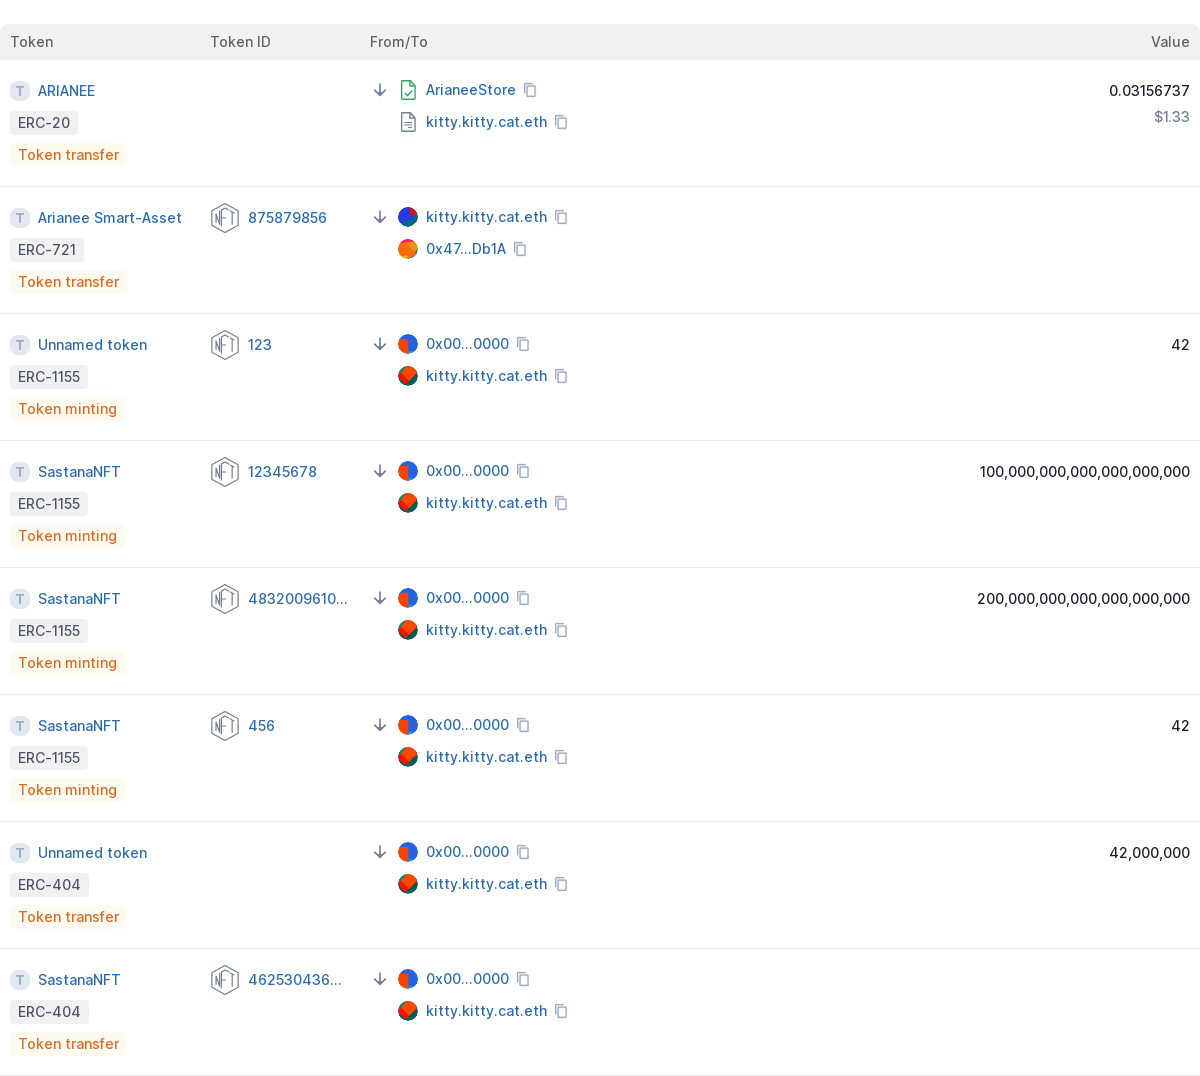 Token Token ID From/To Value
T ARIANEE ArianeeStore 0.03156737
$1.33
ERC-20 kitty.kitty.cat.eth
Token transfer
T Arianee Smart-Asset NFT 875879856 kitty.kitty.cat.eth
ERC-721 0x47...Db1A
Token transfer
T Unnamed token NFT 123 0x00...0000 42
ERC-1155 kitty.kitty.cat.eth
Token minting
T SastanaNFT NFT 12345678 0x00...0000 100,000,000,000,000,000,000
ERC-1155 kitty.kitty.cat.eth
Token minting
T SastanaNFT NFT 4832009610... 0x00...0000 200,000,000,000,000,000,000
ERC-1155 kitty.kitty.cat.eth
Token minting
T SastanaNFT NFT 456 0x00...0000 42
ERC-1155 kitty.kitty.cat.eth
Token minting
T Unnamed token 0x00...0000 42,000,000
ERC-404 kitty.kitty.cat.eth
Token transfer
T SastanaNFT NFT 462530436... 0x00...0000
ERC-404 kitty.kitty.cat.eth
Token transfer